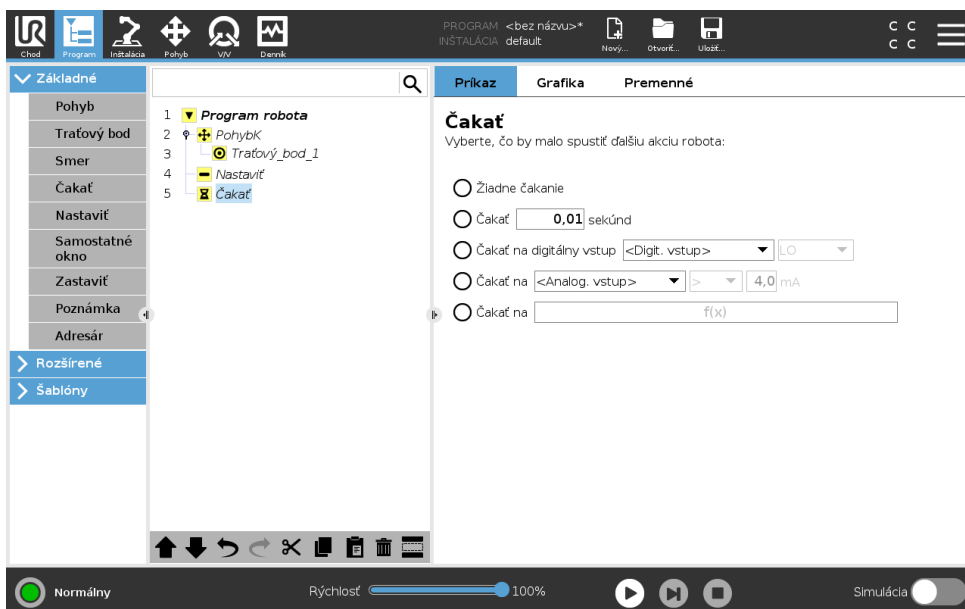 UR
Chod
Program
Inštalácia
Pohyb
V/V
Denník
PROGRAM <bez názvu>*
INŠTALÁCIA default
Nový...
Otvoriť...
Uložiť...
C C
C C
Základné
Pohyb
Traťový bod
Smer
Čakať
Nastaviť
Samostatné
okno
Zastaviť
Poznámka
Adresár
Rozšírené
Šablóny
1 Program robota
2 PohybK
3 Traťový_bod_1
4 Nastaviť
5 Čakať
Príkaz Grafika Premenné
Čakať
Vyberte, čo by malo spustiť ďalšiu akciu robota:
Žiadne čakanie
Čakať 0,01 sekúnd
Čakať na digitálny vstup <Digit. vstup> LO
Čakať na <Analog. vstup> > 4,0 mA
Čakať na f(x)
Normálny
Rýchlosť 100%
Simulácia